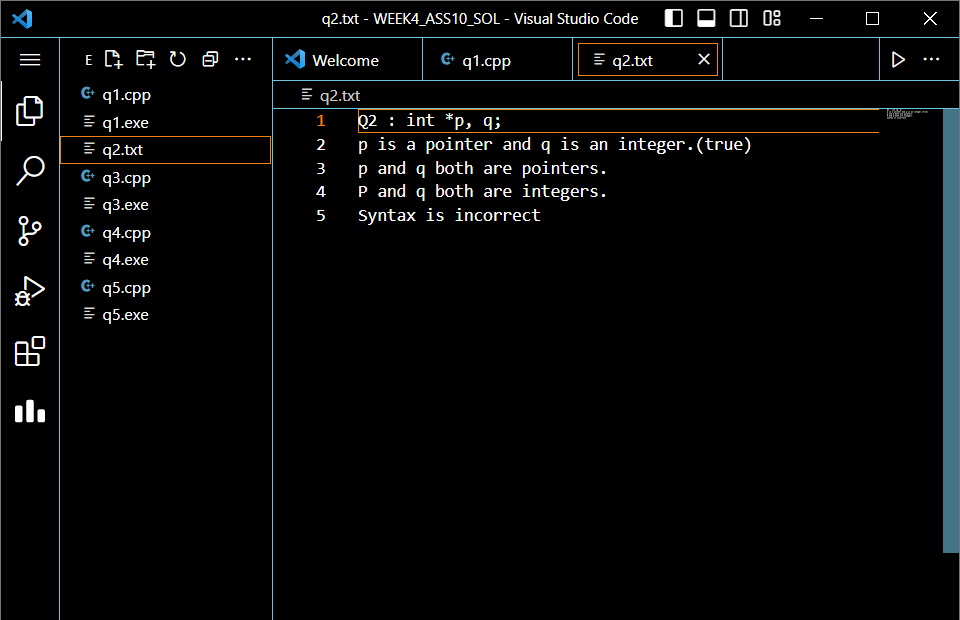 q2.txt - WEEK4_ASS10_SOL - Visual Studio Code
E
Welcome
q1.cpp
q2.txt
q1.cpp
q1.exe
q2.txt
q3.cpp
q3.exe
q4.cpp
q4.exe
q5.cpp
q5.exe
q2.txt
1 Q2 : int *p, q;
2 p is a pointer and q is an integer.(true)
3 p and q both are pointers.
4 P and q both are integers.
5 Syntax is incorrect